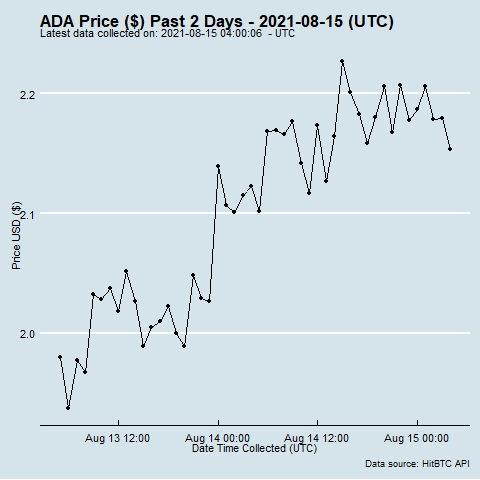 ADA Price ($) Past 2 Days - 2021-08-15 (UTC)
Latest data collected on: 2021-08-15 04:00:06 - UTC
2.2
2.1
2.0
Price USD ($)
Aug 13 12:00
Aug 14 00:00
Aug 14 12:00
Aug 15 00:00
Date Time Collected (UTC)
Data source: HitBTC API